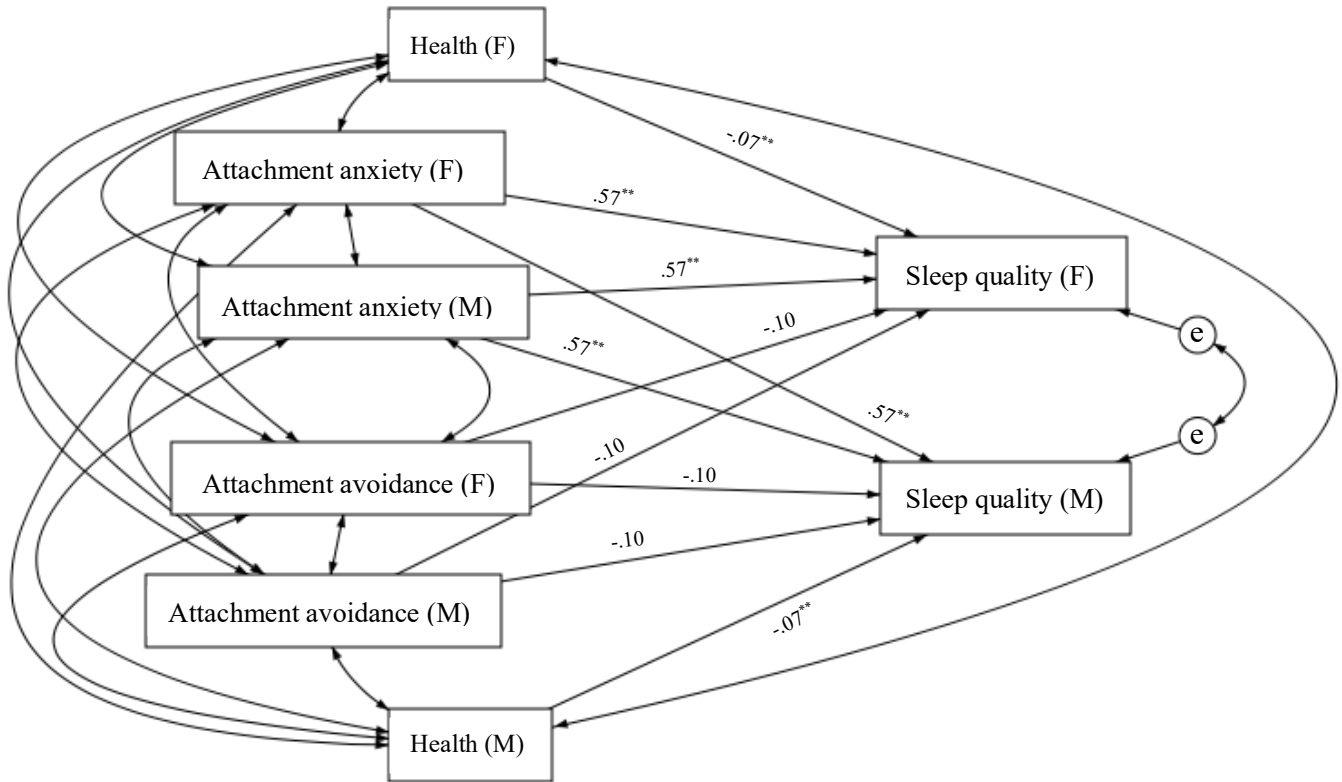 Health (F)
-.07**
Attachment anxiety (F)
.57**
Attachment anxiety (M)
.57**
Sleep quality (F)
-.10
e
.57**
.57**
e
-.10
Attachment avoidance (F)
-.10
Sleep quality (M)
-.10
Attachment avoidance (M)
-.07**
Health (M)